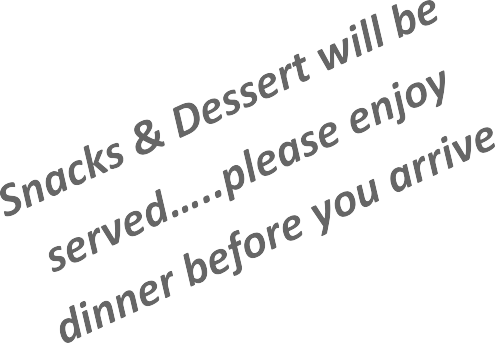 Snacks & Dessert will be
served…..please enjoy
dinner before you arrive